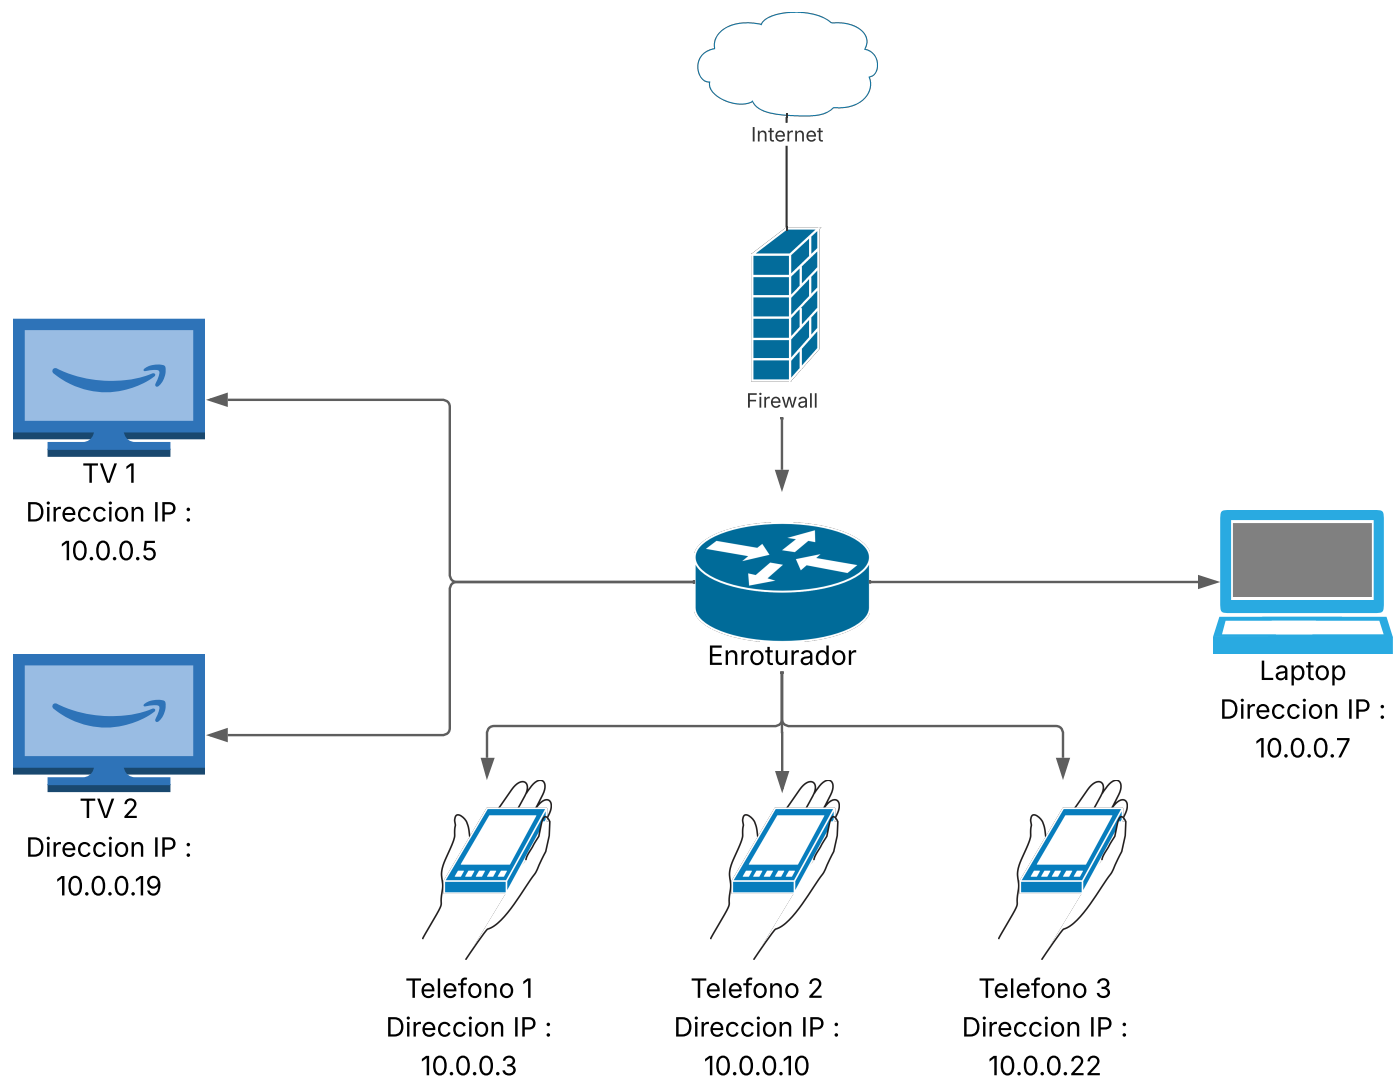 Internet
Firewall
TV 1
Direccion IP :
10.0.0.5
Enroturador
Laptop
Direccion IP :
10.0.0.7
TV 2
Direccion IP :
10.0.0.19
Telefono 1
Direccion IP :
10.0.0.3
Telefono 2
Direccion IP :
10.0.0.10
Telefono 3
Direccion IP :
10.0.0.22